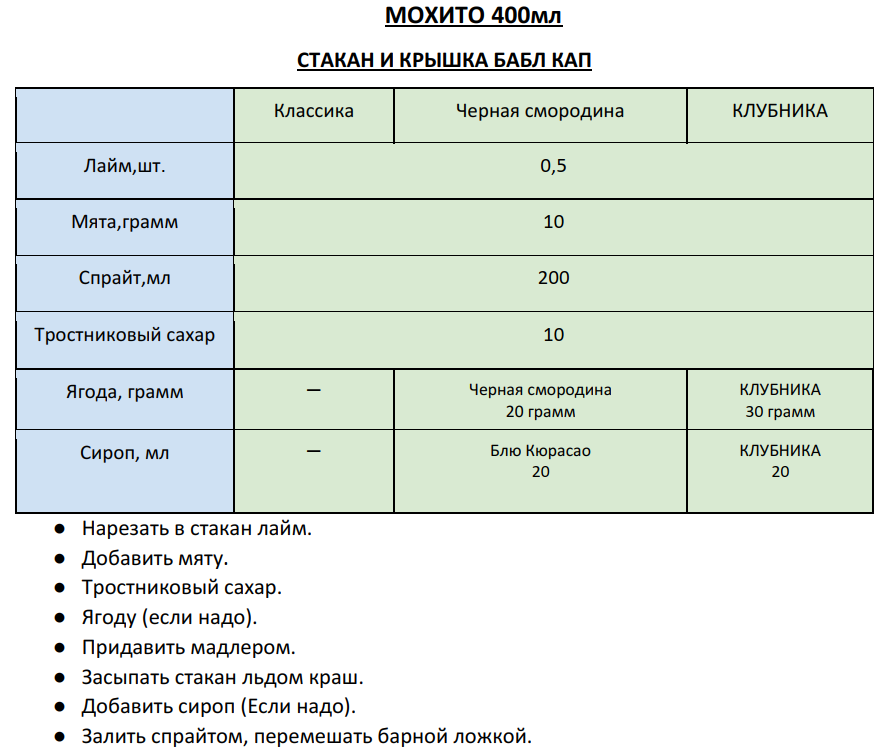 МОХИТО 400мл
СТАКАН И КРЫШКА БАБЛ КАП
Классика Черная смородина КЛУБНИКА
Лайм,шт. 0,5
Мята,грамм 10
Спрайт,мл 200
Тростниковый сахар 10
Ягода, грамм — Черная смородина 20 грамм КЛУБНИКА 30 грамм
Сироп, мл — Блю Кюрасао 20 КЛУБНИКА 20
● Нарезать в стакан лайм.
● Добавить мяту.
● Тростниковый сахар.
● Ягоду (если надо).
● Придавить мадлером.
● Засыпать стакан льдом краш.
● Добавить сироп (Если надо).
● Залить спрайтом, перемешать барной ложкой.